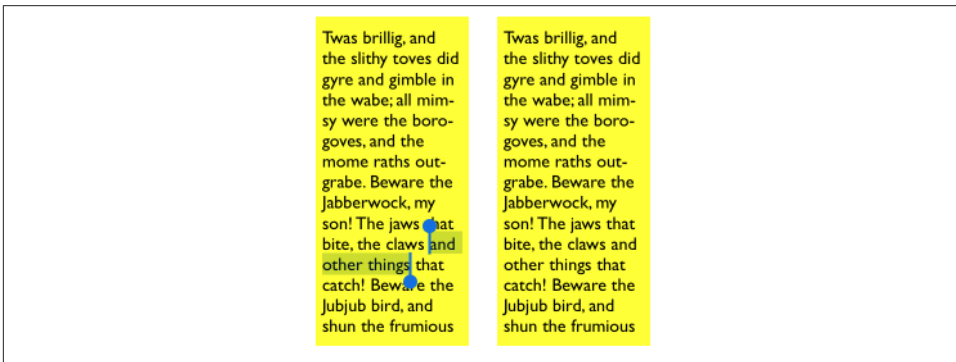 Twas brillig, and
the slithy toves did
gyre and gimble in
the wabe; all mim-
sy were the boro-
goves, and the
mome raths out-
grabe. Beware the
Jabberwock, my
son! The jaws that
bite, the claws and
other things that
catch! Beware the
Jubjub bird, and
shun the frumious
Twas brillig, and
the slithy toves did
gyre and gimble in
the wabe; all mim-
sy were the boro-
goves, and the
mome raths out-
grabe. Beware the
Jabberwock, my
son! The jaws that
bite, the claws and
other things that
catch! Beware the
Jubjub bird, and
shun the frumious